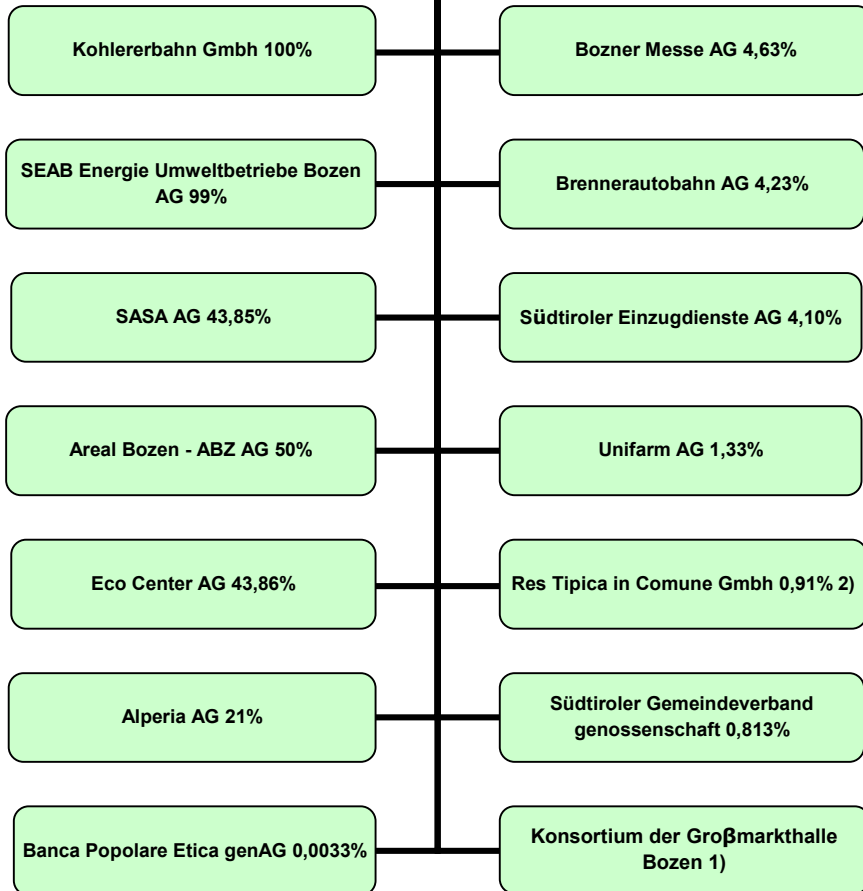 Kohlererbahn Gmbh 100%
Bozner Messe AG 4,63%
SEAB Energie Umweltbetriebe Bozen
AG 99%
Brennerautobahn AG 4,23%
SASA AG 43,85%
Südtiroler Einzugdienste AG 4,10%
Areal Bozen - ABZ AG 50%
Unifarm AG 1,33%
Eco Center AG 43,86%
Res Tipica in Comune Gmbh 0,91% 2)
Alperia AG 21%
Südtiroler Gemeindeverband
genossenschaft 0,813%
Banca Popolare Etica genAG 0,0033%
Konsortium der Groβmarkthalle
Bozen 1)